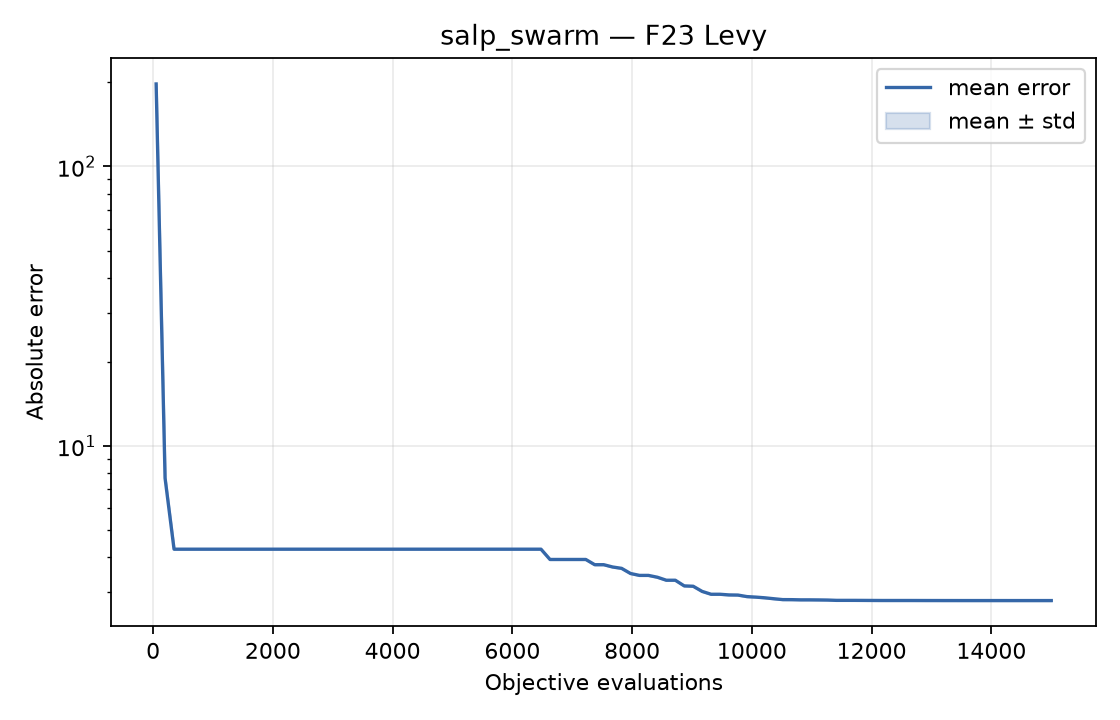 salp_swarm — F23 Levy
mean error
mean ± std
10²
10¹
Absolute error
0 2000 4000 6000 8000 10000 12000 14000
Objective evaluations